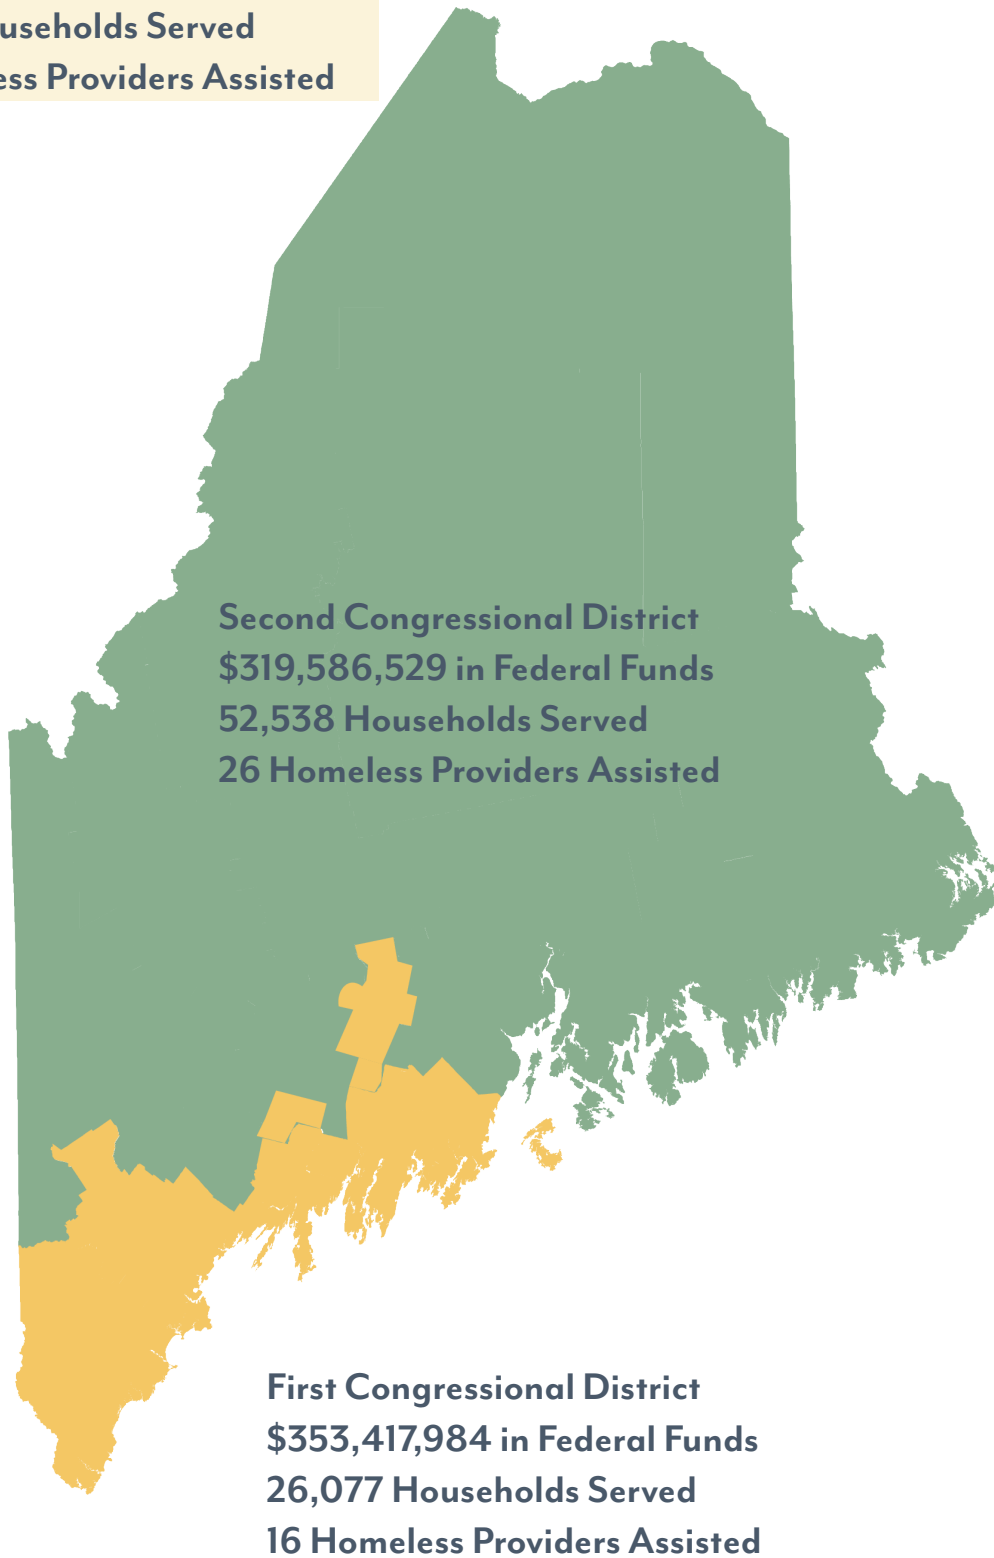 useholds Served
ess Providers Assisted
Second Congressional District
$319,586,529 in Federal Funds
52,538 Households Served
26 Homeless Providers Assisted
First Congressional District
$353,417,984 in Federal Funds
26,077 Households Served
16 Homeless Providers Assisted